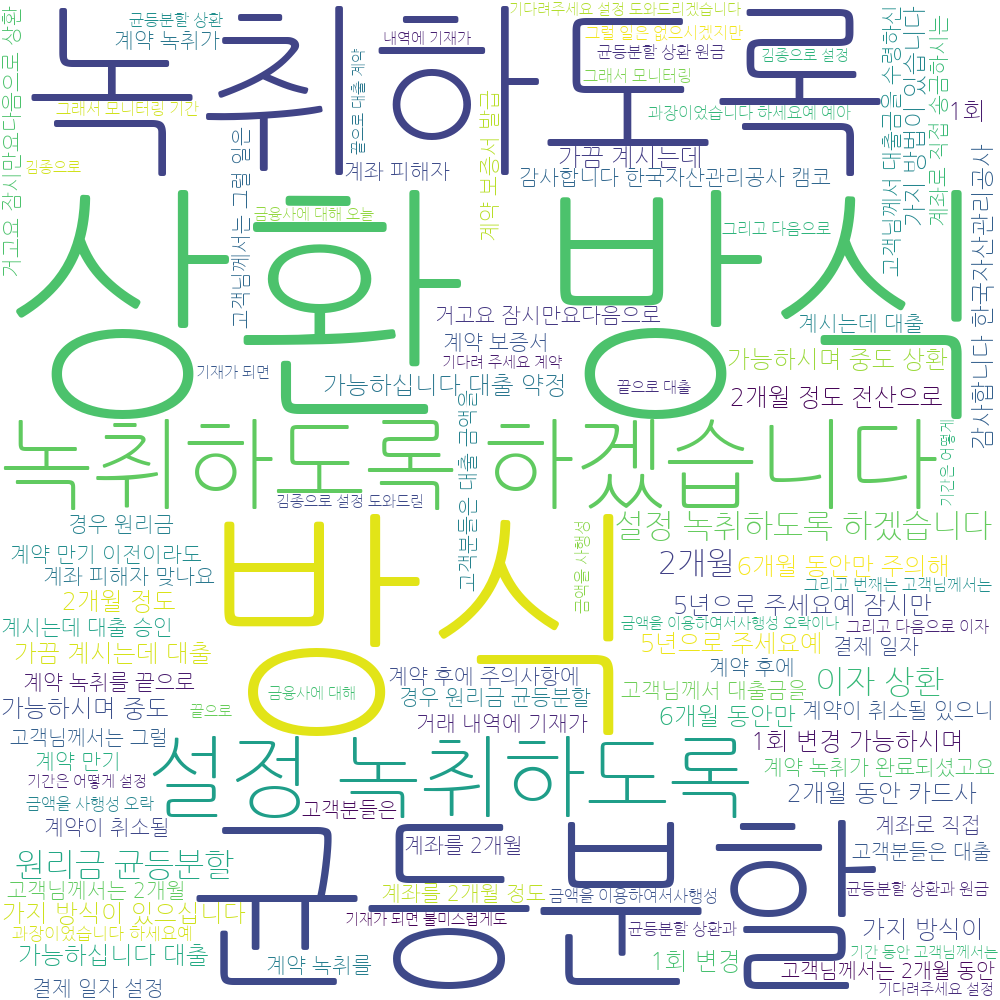 기다려주세요 설정 도와드리겠습니다
균등분할 상환
그럴 일은 없으시겠지만
계약 녹취가
내역에 기재가
균등분할 상환 원금
김종으로 설정
녹취하도록
그래서 모니터링
그래서 모니터링 기간
과장이었습니다 하세요예 예아
1회
거고요 잠시만요다음으로 상환
김종으로
고객님께서는 그럴 일은
끝으로 대출 계약
계좌 피해자
계약 보증서 발급
가끔 계시는데
감사합니다 한국자산관리공사 캠코
고객님께서 대출금을 수령하신
가지 방법이 있습니다
계좌로 직접 송금하시는
감사합니다 한국자산관리공사
금융사에 대해 오늘
그리고 다음으로
상환 방식
거고요 잠시만요다음으로
계시는데 대출
계약 보증서
기다려 주세요 계약
가능하시며 중도 상환
기재가 되면
가능하십니다 대출 약정
끝으로 대출
2개월 정도 전산으로
녹취하도록 하겠습니다
기간은 어떻게
김종으로 설정 도와드릴
고객분들은 대출 금액을
경우 원리금
설정 녹취하도록 하겠습니다
방식
금액을 사행성
계약 만기 이전이라도
2개월
6개월 동안만 주의해
계좌 피해자 맞나요
그리고 번째는 고객님께서는
2개월 정도
5년으로 주세요예 잠시만
계시는데 대출 승인
금액을 이용하여서사행성 오락이나
그리고 다음으로 이자
가끔 계시는데 대출
5년으로 주세요예
결제 일자
계약 후에 주의사항에
계약 후에
계약 녹취를 끝으로
금융사에 대해
경우 원리금 균등분할
고객님께서 대출금을
이자 상환
가능하시며 중도
끝으로
거래 내역에 기재가
6개월 동안만
계약이 취소될 있으니
고객님께서는 그럴
설정 녹취하도록
1회 변경 가능하시며
계약 만기
계약 녹취가 완료되셨고요
기간은 어떻게 설정
2개월 동안 카드사
금액을 사행성 오락
고객분들은
계약이 취소될
계좌로 직접
균등분할
계좌를 2개월
고객분들은 대출
원리금 균등분할
고객님께서는 2개월
계좌를 2개월 정도
금액을 이용하여서사행성
균등분할 상환과 원금
가지 방식이 있으십니다
기재가 되면 불미스럽게도
과장이었습니다 하세요예
균등분할 상환과
가지 방식이
가능하십니다 대출
계약 녹취를
1회 변경
기간 동안 고객님께서는
고객님께서는 2개월 동안
결제 일자 설정
기다려주세요 설정